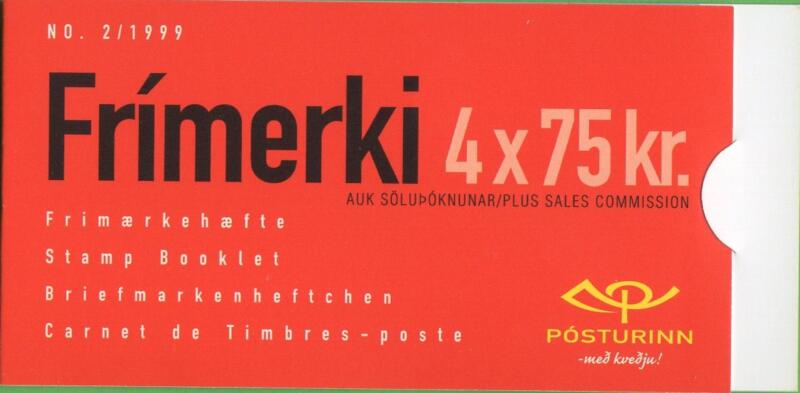 NO. 2/1999
Frímerki 4 x 75 kr.
AUK SÖLUÞÓKNUNAR/PLUS SALES COMMISSION
Frimærkehæfte
Stamp Booklet
Briefmarkenheftchen
Carnet de Timbres-poste
PÓSTURINN
-með kveðju!